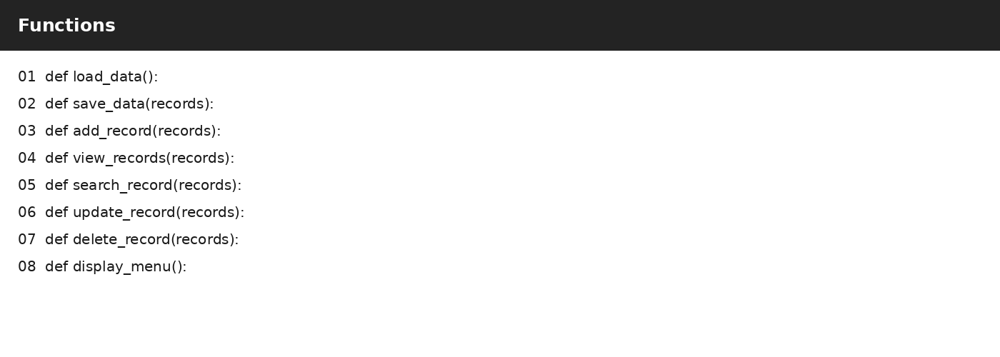 Functions
01 def load_data():
02 def save_data(records):
03 def add_record(records):
04 def view_records(records):
05 def search_record(records):
06 def update_record(records):
07 def delete_record(records):
08 def display_menu():